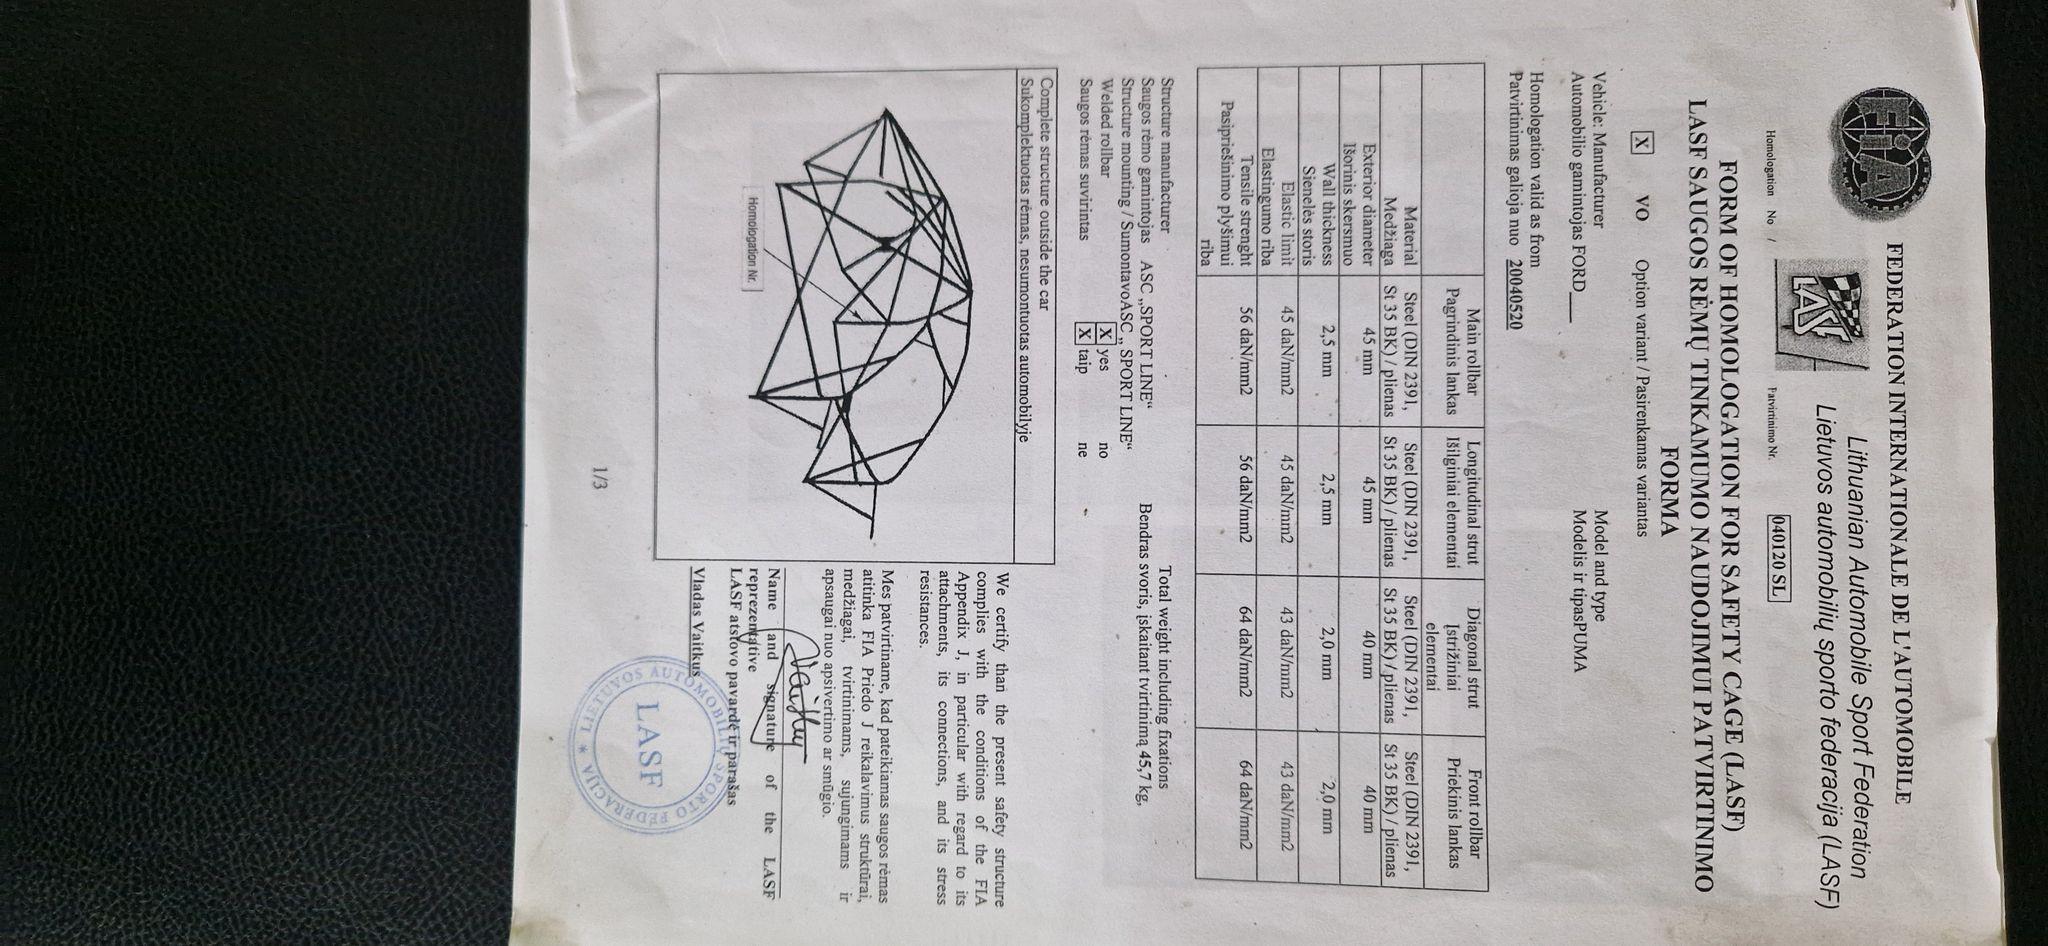 FEDERATION INTERNATIONALE DE L'AUTOMOBILE
FiA
Lithuanian Automobile Sport Federation
Lietuvos automobilių sporto federacija (LASF)
LASF
Homologation No / Patvirtinimo Nr. 040120 SL
FORM OF HOMOLOGATION FOR SAFETY CAGE (LASF)
LASF SAUGOS RĖMŲ TINKAMUMO NAUDOJIMUI PATVIRTINIMO
FORMA
X VO Option variant / Pasirenkamas variantas
Vehicle: Manufacturer Model and type
Automobilio gamintojas FORD___ Modelis ir tipasPUMA
Homologation valid as from
Patvirtinimas galioja nuo 20040520
Main rollbar Longitudinal strut Diagonal strut Front rollbar
Pagrindinis lankas Išilginiai elementai Įstrižiniai Priekinis lankas
elementai
Material Steel (DIN 2391, Steel (DIN 2391, Steel (DIN 2391, Steel (DIN 2391,
Medžiaga St 35 BK) / plienas St 35 BK) / plienas St 35 BK) / plienas St 35 BK) / plienas
Exterior diameter 45 mm 45 mm 40 mm 40 mm
Išorinis skersmuo
Wall thickness 2,5 mm 2,5 mm 2,0 mm 2,0 mm
Sienelės storis
Elastic limit 45 daN/mm2 45 daN/mm2 43 daN/mm2 43 daN/mm2
Elastingumo riba
Tensile strenght 56 daN/mm2 56 daN/mm2 64 daN/mm2 64 daN/mm2
Pasipriešinimo plyšimui
riba
Structure manufacturer Total weight including fixations
Saugos rėmo gamintojas ASC „SPORT LINE“ Bendras svoris, įskaitant tvirtinimą 45,7 kg,
Structure mounting / SumontavoASC „ SPORT LINE“
Welded rollbar X yes no
Saugos rėmas suvirintas X taip ne
Complete structure outside the car
Sukomplektuotas rėmas, nesumontuotas automobilyje
Homologation Nr.
We certify than the present safety structure
complies with the conditions of the FIA
Appendix J, in particular with regard to its
attachments, its connections, and its stress
resistances.
Mes patvirtiname, kad pateikiamas saugos rėmas
atitinka FIA Priedo J reikalavimus struktūrai,
medžiagai, tvirtinimams, sujungimams ir
apsaugai nuo apsivertimo ar smūgio.
Name and signature of the LASF
reprezentative
LASF atstovo pavardė ir parašas
Vladas Vaitkus
LIETUVOS AUTOMOBILIŲ SPORTO FEDERACIJA *
LASF
1/3